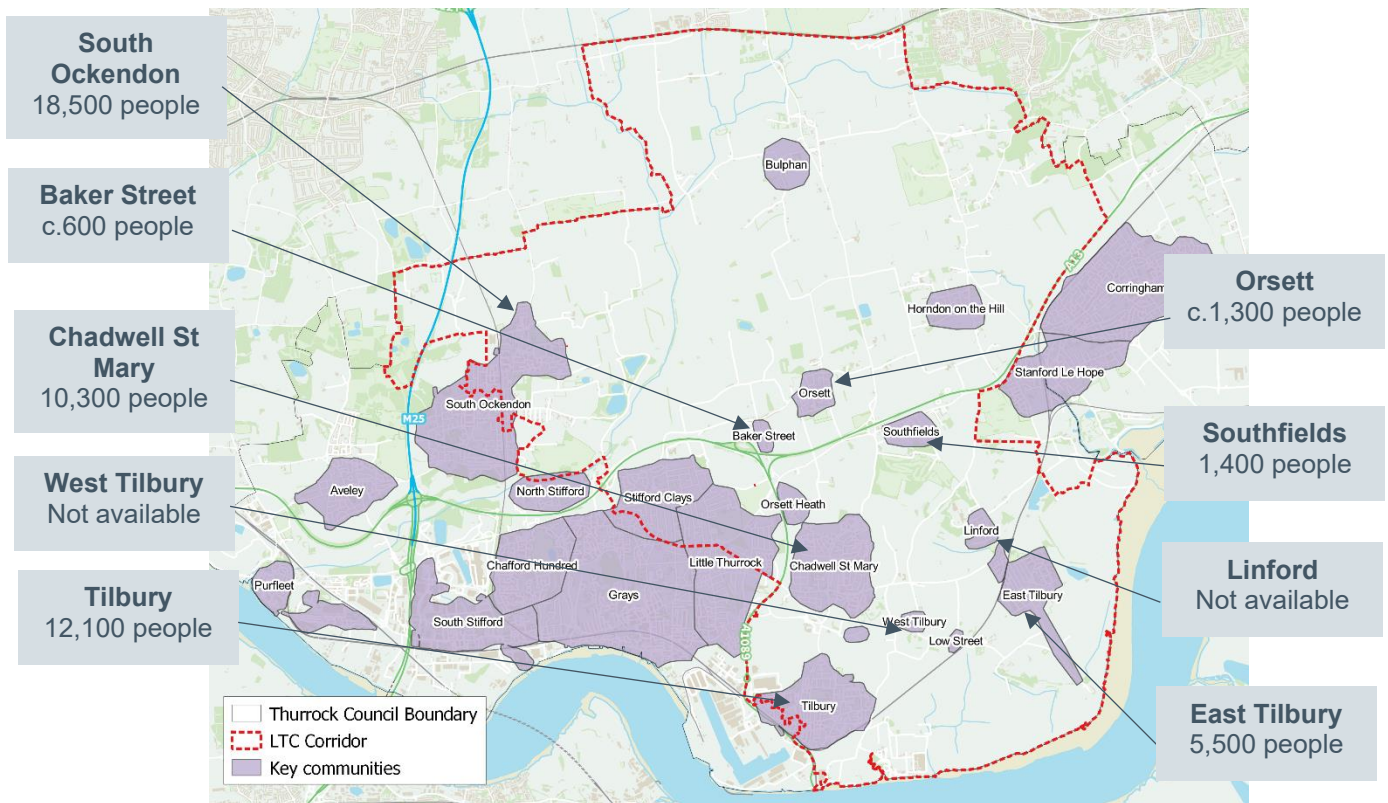 South
Ockendon
18,500 people
Baker Street
c.600 people
Chadwell St
Mary
10,300 people
West Tilbury
Not available
Tilbury
12,100 people
Bulphan
Horndon on the Hill
A13
Corringham
Stanford Le Hope
Orsett
Baker Street
Southfields
South Ockendon
M25
Aveley
North Stifford
Stifford Clays
Orsett Heath
Linford
Chafford Hundred
Little Thurrock
Chadwell St Mary
Purfleet
Grays
East Tilbury
South Stifford
West Tilbury
Low Street
A1089
Tilbury
Orsett
c.1,300 people
Southfields
1,400 people
Linford
Not available
East Tilbury
5,500 people
Thurrock Council Boundary
LTC Corridor
Key communities